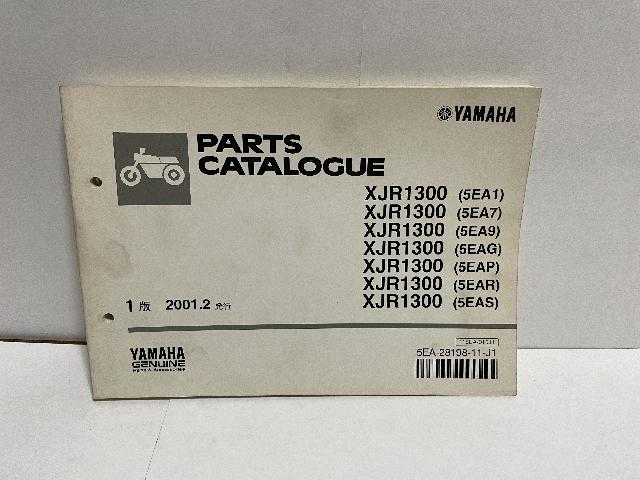 YAMAHA
PARTS
CATALOGUE
XJR1300 (5EA1)
XJR1300 (5EA7)
XJR1300 (5EA9)
XJR1300 (5EAG)
XJR1300 (5EAP)
XJR1300 (5EAR)
XJR1300 (5EAS)
1版 2001.2 発行
YAMAHA
GENUINE
5EA-28198-11-J1